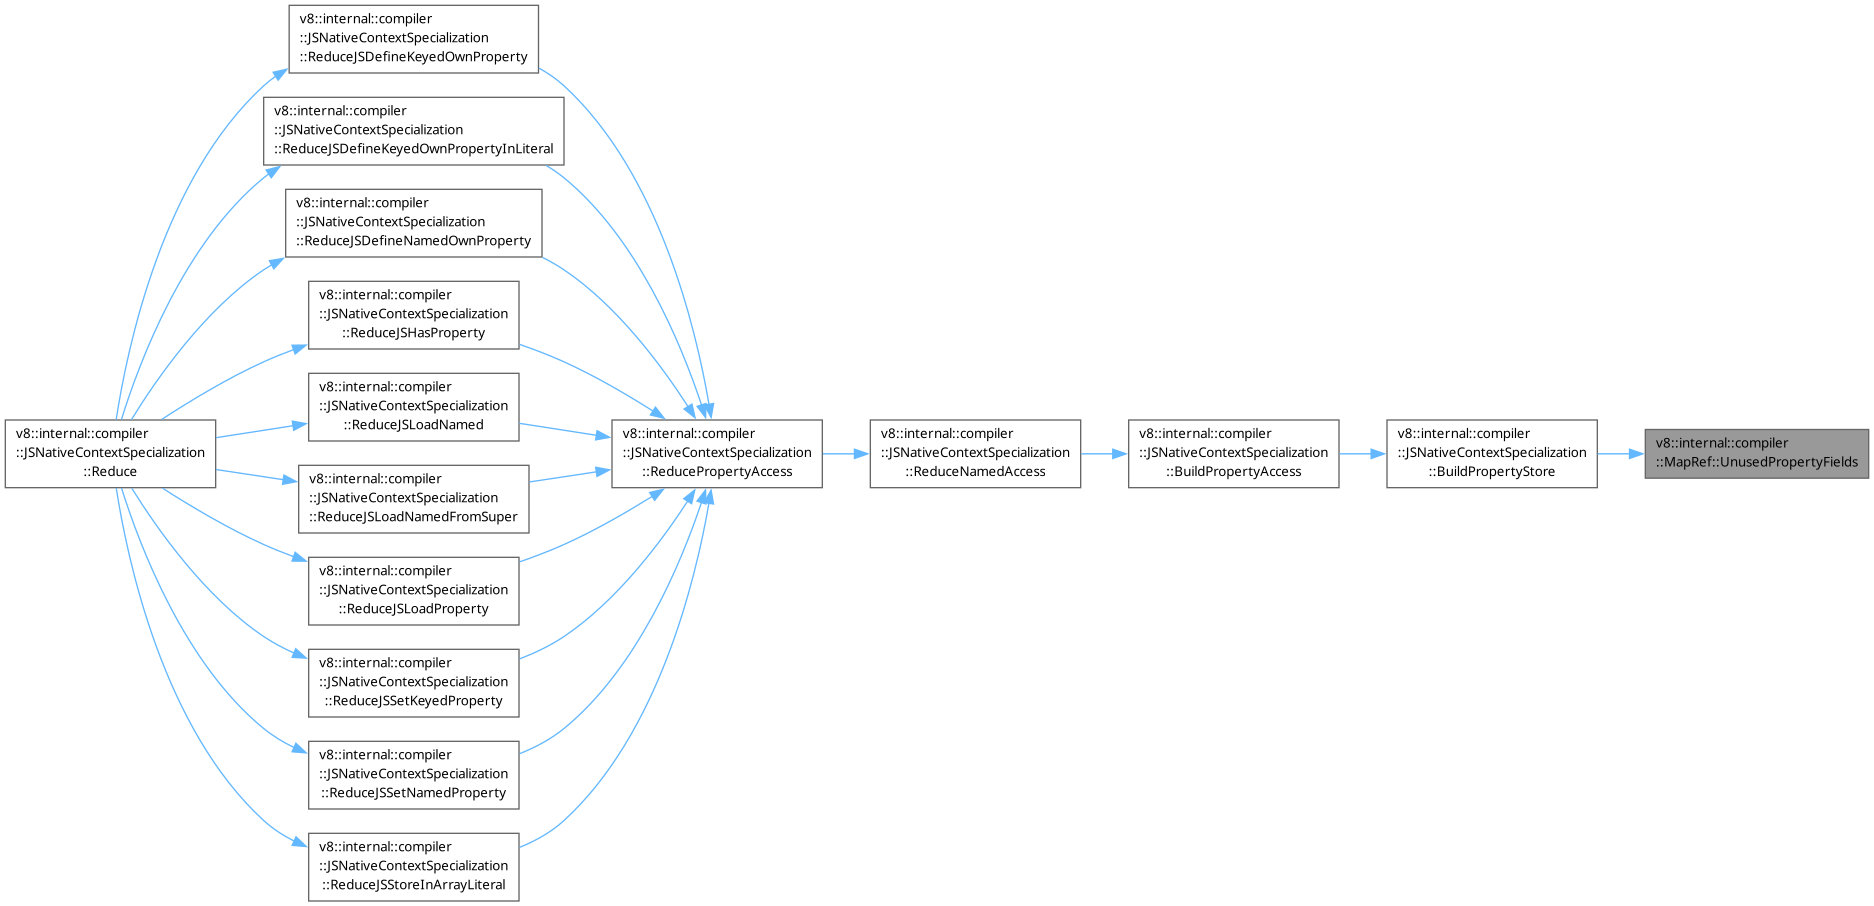 v8::internal::compiler
::JSNativeContextSpecialization
::ReduceJSDefineKeyedOwnProperty
v8::internal::compiler
::JSNativeContextSpecialization
::ReduceJSDefineKeyedOwnPropertyInLiteral
v8::internal::compiler
::JSNativeContextSpecialization
::ReduceJSDefineNamedOwnProperty
v8::internal::compiler
::JSNativeContextSpecialization
::ReduceJSHasProperty
v8::internal::compiler
::JSNativeContextSpecialization
::ReduceJSLoadNamed
v8::internal::compiler
::JSNativeContextSpecialization
::Reduce
v8::internal::compiler
::JSNativeContextSpecialization
::ReducePropertyAccess
v8::internal::compiler
::JSNativeContextSpecialization
::ReduceNamedAccess
v8::internal::compiler
::JSNativeContextSpecialization
::BuildPropertyAccess
v8::internal::compiler
::JSNativeContextSpecialization
::BuildPropertyStore
v8::internal::compiler
::MapRef::UnusedPropertyFields
v8::internal::compiler
::JSNativeContextSpecialization
::ReduceJSLoadNamedFromSuper
v8::internal::compiler
::JSNativeContextSpecialization
::ReduceJSLoadProperty
v8::internal::compiler
::JSNativeContextSpecialization
::ReduceJSSetKeyedProperty
v8::internal::compiler
::JSNativeContextSpecialization
::ReduceJSSetNamedProperty
v8::internal::compiler
::JSNativeContextSpecialization
::ReduceJSStoreInArrayLiteral